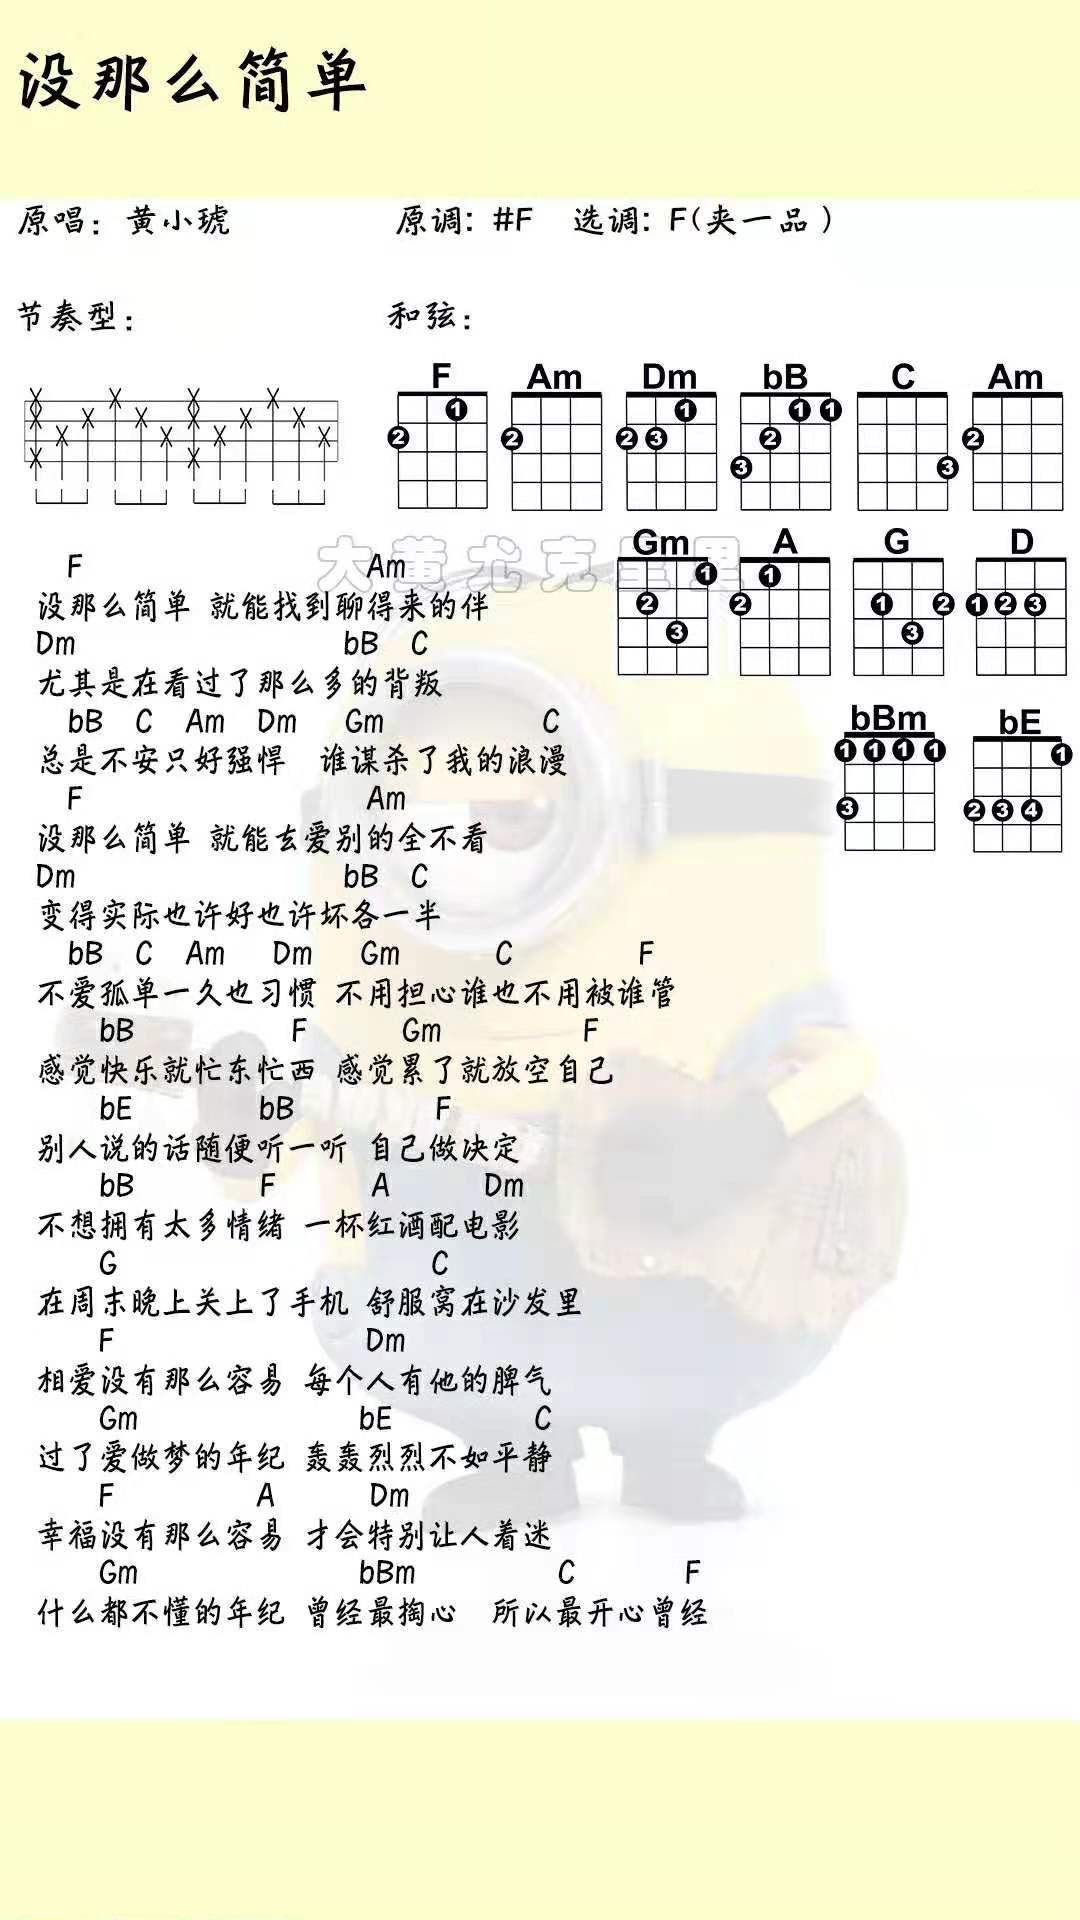 没那么简单
原唱：黄小琥 原调：#F 选调：F（夹一品）
节奏型： 和弦：
F Am Dm bB C Am
1 2 2 1 2 3 1 1 2 3 3 2
大黄尤克里里
Gm A G D
1 2 3 1 2 1 2 3 1 2 3
bBm bE
1 1 1 1 3 1 2 3 4
F Am
没那么简单 就能找到聊得来的伴
Dm bB C
尤其是在看过了那么多的背叛
bB C Am Dm Gm C
总是不安只好强悍 谁谋杀了我的浪漫
F Am
没那么简单 就能去爱别的全不看
Dm bB C
变得实际也许好也许坏各一半
bB C Am Dm Gm C F
不爱孤单一久也习惯 不用担心谁也不用被谁管
bB F Gm F
感觉快乐就忙东忙西 感觉累了就放空自己
bE bB F
别人说的话随便听一听 自己做决定
bB F A Dm
不想拥有太多情绪 一杯红酒配电影
G C
在周末晚上关上了手机 舒服窝在沙发里
F Dm
相爱没有那么容易 每个人有他的脾气
Gm bE C
过了爱做梦的年纪 轰轰烈烈不如平静
F A Dm
幸福没有那么容易 才会特别让人着迷
Gm bBm C F
什么都不懂的年纪 曾经最掏心 所以最开心曾经